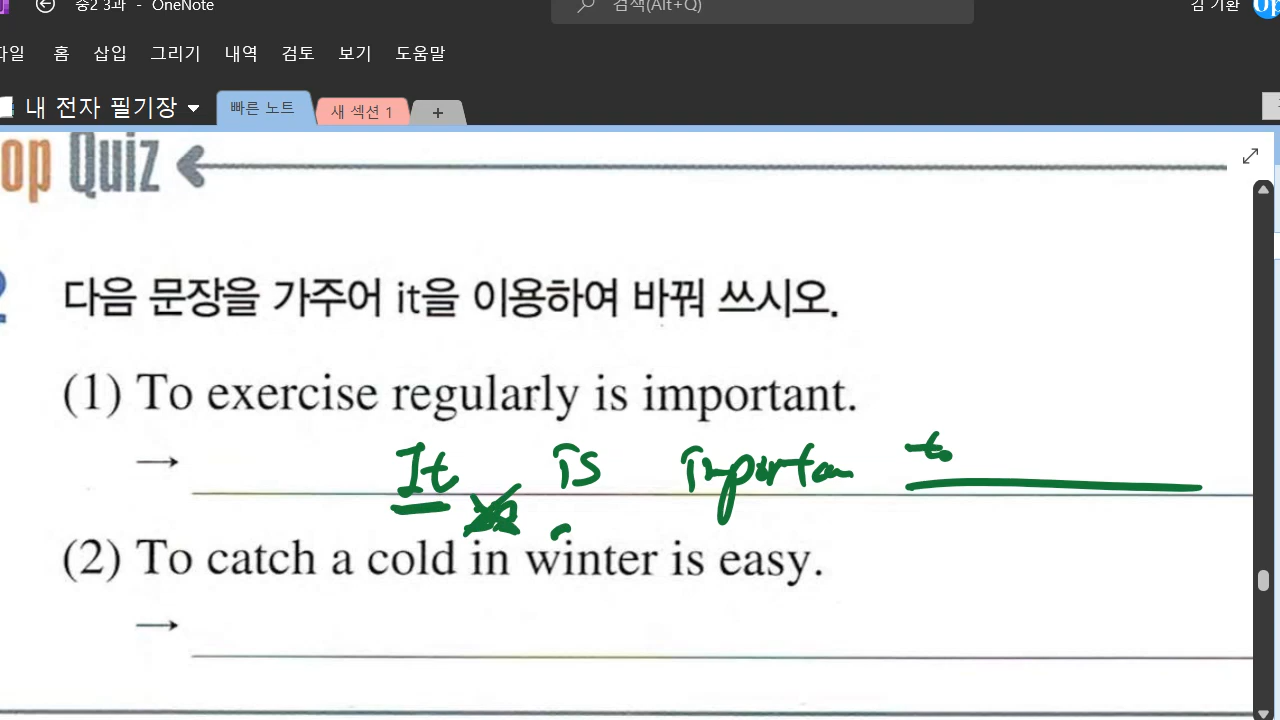 중2 3과 - OneNote
검색(Alt+Q)
김 기환
파일 홈 삽입 그리기 내역 검토 보기 도움말
내 전자 필기장
빠른 노트
새 섹션 1
+
op Quiz
2 다음 문장을 가주어 it을 이용하여 바꿔 쓰시오.
(1) To exercise regularly is important.
→ It is importan to
(2) To catch a cold in winter is easy.
→